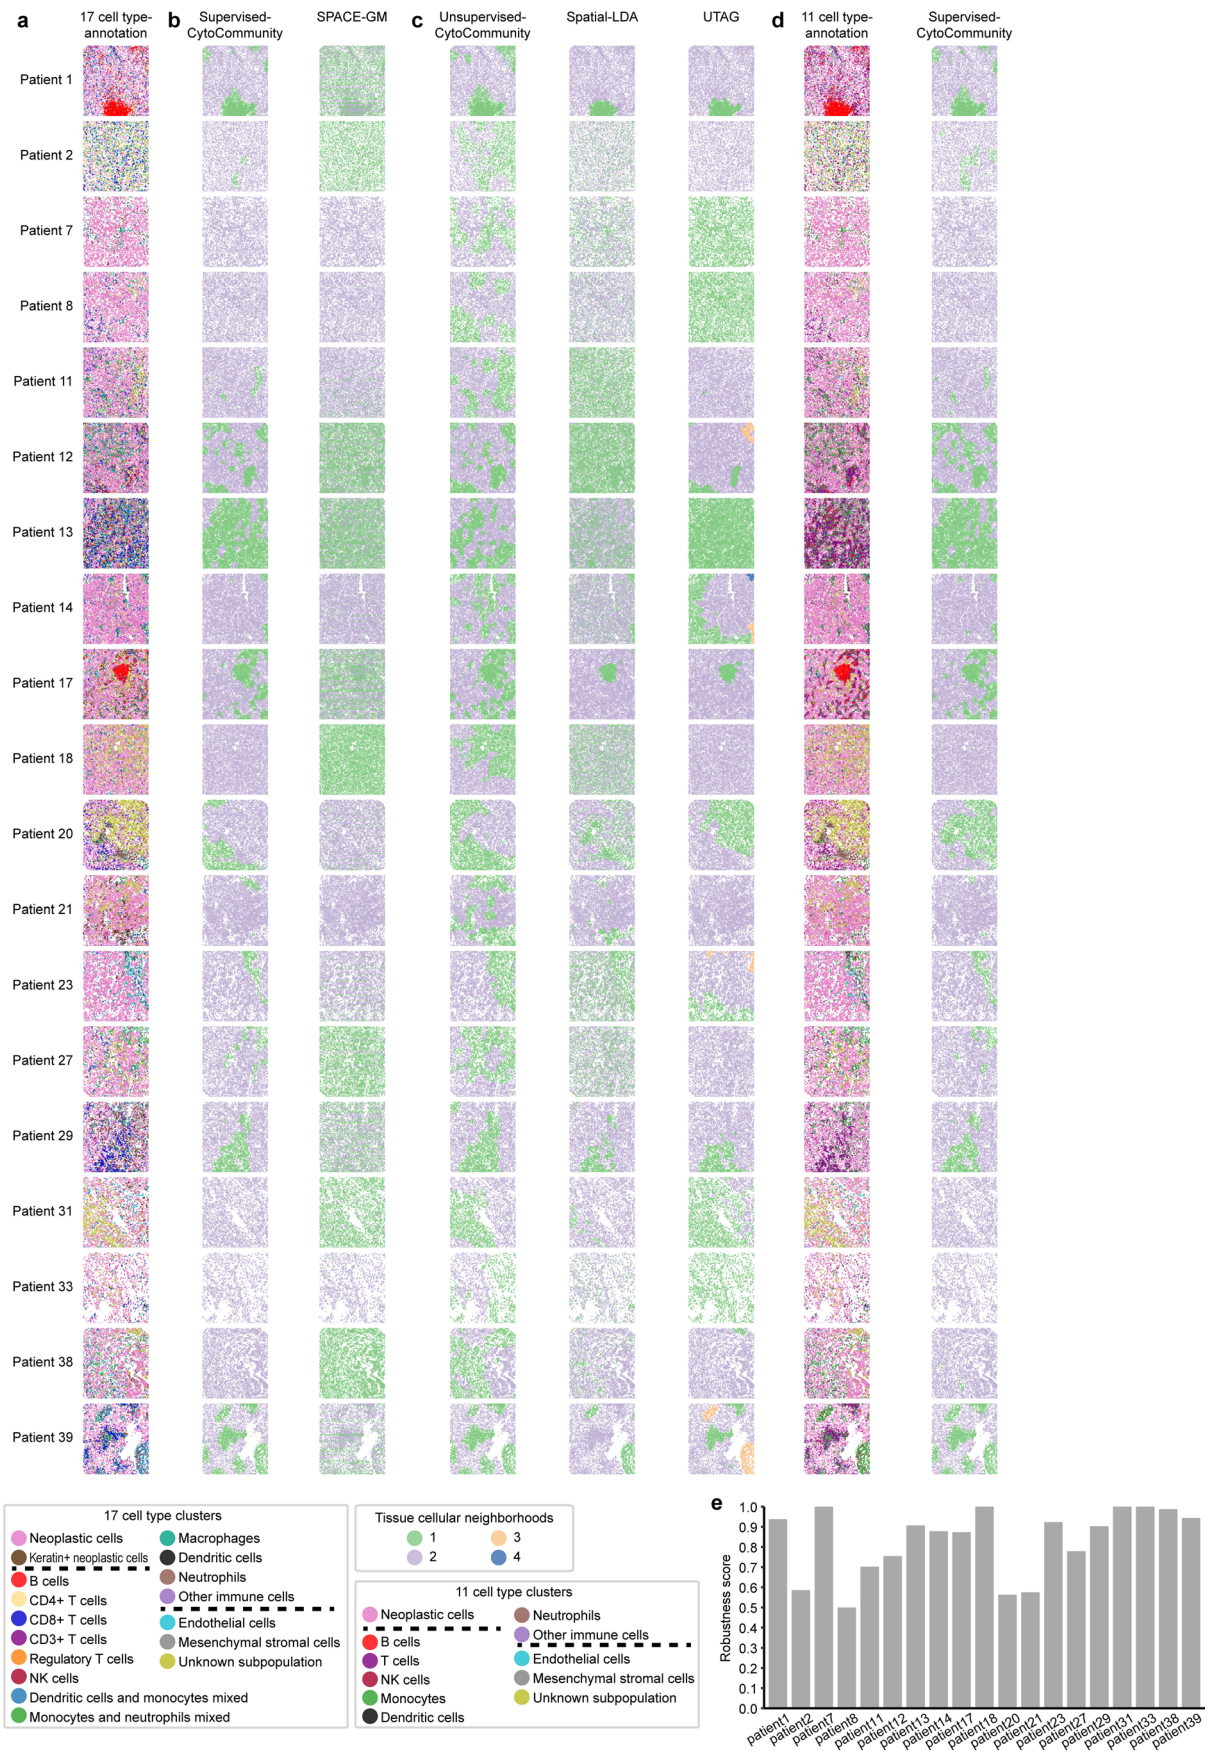 a
17 cell type-
annotation
b
Supervised-
CytoCommunity
SPACE-GM
c
Unsupervised-
CytoCommunity
Spatial-LDA
UTAG
d
11 cell type-
annotation
Supervised-
CytoCommunity
Patient 1
Patient 2
Patient 7
Patient 8
Patient 11
Patient 12
Patient 13
Patient 14
Patient 17
Patient 18
Patient 20
Patient 21
Patient 23
Patient 27
Patient 29
Patient 31
Patient 33
Patient 38
Patient 39
17 cell type clusters
Neoplastic cells
Keratin+ neoplastic cells
B cells
CD4+ T cells
CD8+ T cells
CD3+ T cells
Regulatory T cells
NK cells
Dendritic cells and monocytes mixed
Monocytes and neutrophils mixed
Macrophages
Dendritic cells
Neutrophils
Other immune cells
Endothelial cells
Mesenchymal stromal cells
Unknown subpopulation
Tissue cellular neighborhoods
1
2
3
4
11 cell type clusters
Neoplastic cells
B cells
T cells
NK cells
Monocytes
Dendritic cells
Neutrophils
Other immune cells
Endothelial cells
Mesenchymal stromal cells
Unknown subpopulation
e
Robustness score
1.0
0.9
0.8
0.7
0.6
0.5
0.4
0.3
0.2
0.1
0.0
patient1
patient2
patient7
patient8
patient11
patient12
patient13
patient14
patient17
patient18
patient20
patient21
patient23
patient27
patient29
patient31
patient33
patient38
patient39